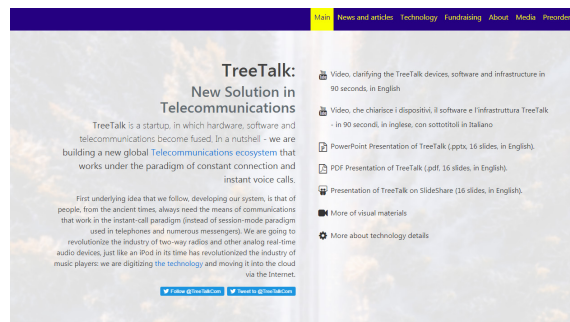 Main News and articles Technology Fundraising About Media Preorder
TreeTalk:
New Solution in
Telecommunications
TreeTalk is a startup, in which hardware, software and
telecommunications become fused. In a nutshell - we are
building a new global Telecommunications ecosystem that
works under the paradigm of constant connection and
instant voice calls.
First underlying idea that we follow, developing our system, is that of
people, from the ancient times, always need the means of communications
that work in the instant-call paradigm (instead of session-mode paradigm
used in telephones and numerous messengers). We are going to
revolutionize the industry of two-way radios and other analog real-time
audio devices, just like an iPod in its time has revolutionized the industry of
music players: we are digitizing the technology and moving it into the cloud
via the Internet.
Follow @TreeTalkCom Tweet to @TreeTalkCom
Video, clarifying the TreeTalk devices, software and infrastructure in
90 seconds, in English
Video, che chiarisce i dispositivi, il software e l'infrastruttura TreeTalk
- in 90 secondi, in inglese, con sottotitoli in Italiano
PowerPoint Presentation of TreeTalk (.pptx, 16 slides, in English).
PDF Presentation of TreeTalk (.pdf. 16 slides, in English).
Presentation of TreeTalk on SlideShare (16 slides, in English).
More of visual materials
More about technology details